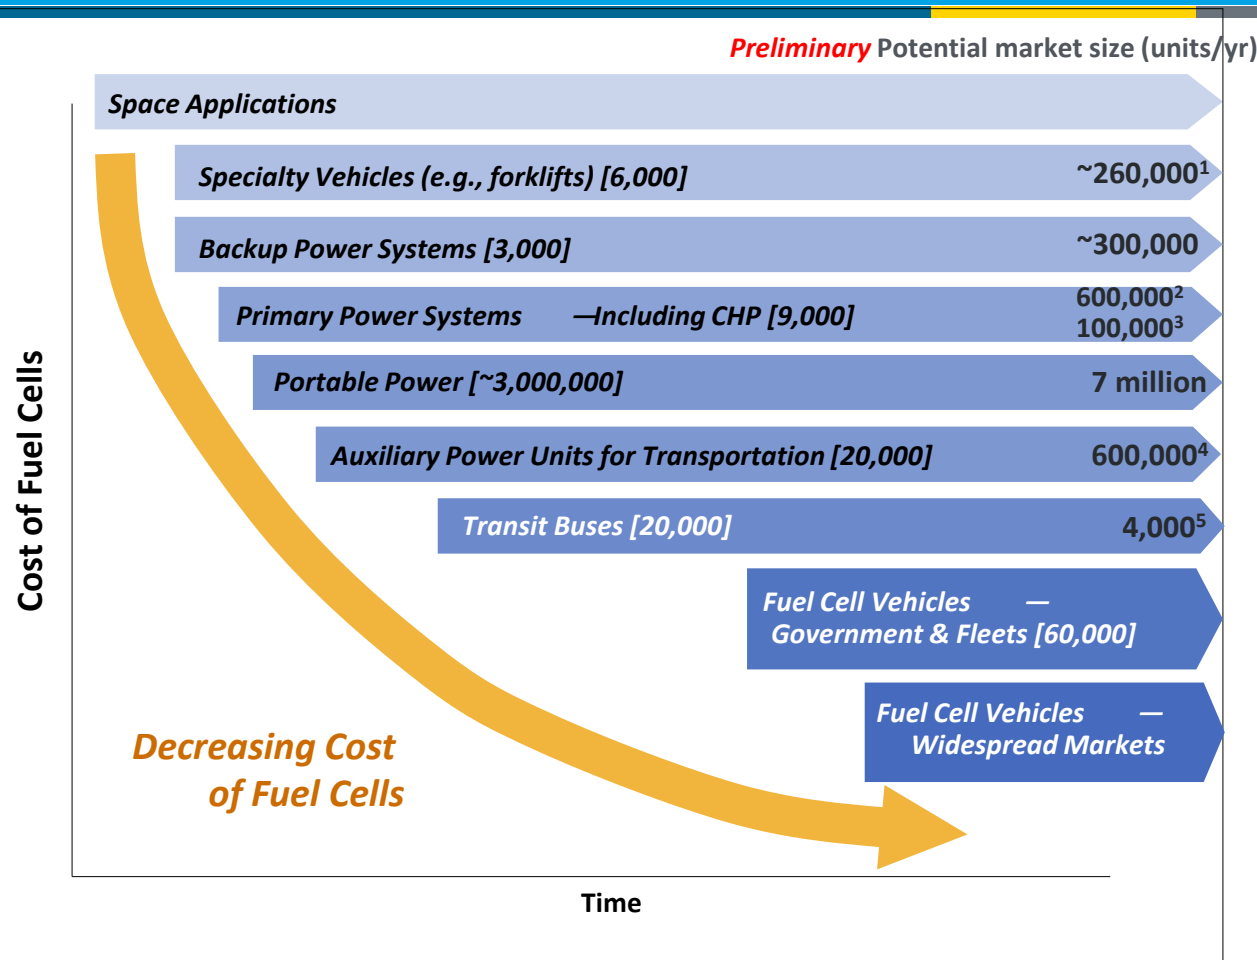 Preliminary Potential market size (units/yr)
Space Applications
Specialty Vehicles (e.g., forklifts) [6,000] ~260,000¹
Backup Power Systems [3,000] ~300,000
Primary Power Systems —Including CHP [9,000] 600,000²
100,000³
Portable Power [~3,000,000] 7 million
Auxiliary Power Units for Transportation [20,000] 600,000⁴
Transit Buses [20,000] 4,000⁵
Fuel Cell Vehicles —
Government & Fleets [60,000]
Fuel Cell Vehicles —
Widespread Markets
Cost of Fuel Cells
Decreasing Cost
of Fuel Cells
Time